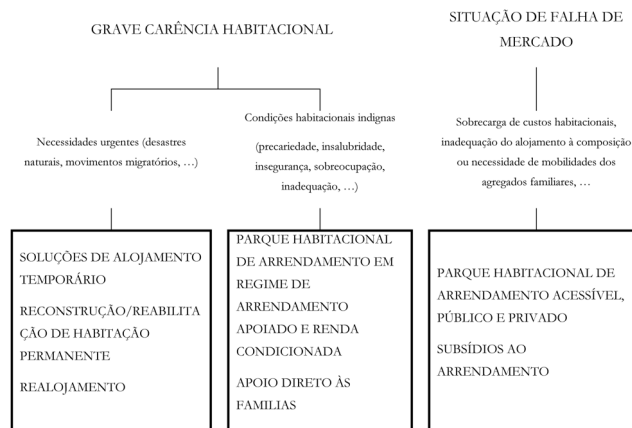 GRAVE CARÊNCIA HABITACIONAL
SITUAÇÃO DE FALHA DE
MERCADO
Necessidades urgentes (desastres
naturais, movimentos migratórios, …)
Condições habitacionais indignas
(precariedade, insalubridade,
insegurança, sobreocupação,
inadequação, …)
Sobrecarga de custos habitacionais,
inadequação do alojamento à composição
ou necessidade de mobilidades dos
agregados familiares, …
SOLUÇÕES DE ALOJAMENTO
TEMPORÁRIO
RECONSTRUÇÃO/REABILITA
ÇÃO DE HABITAÇÃO
PERMANENTE
REALOJAMENTO
PARQUE HABITACIONAL
DE ARRENDAMENTO EM
REGIME DE
ARRENDAMENTO
APOIADO E RENDA
CONDICIONADA
APOIO DIRETO ÀS
FAMILIAS
PARQUE HABITACIONAL DE
ARRENDAMENTO ACESSÍVEL,
PÚBLICO E PRIVADO
SUBSÍDIOS AO
ARRENDAMENTO